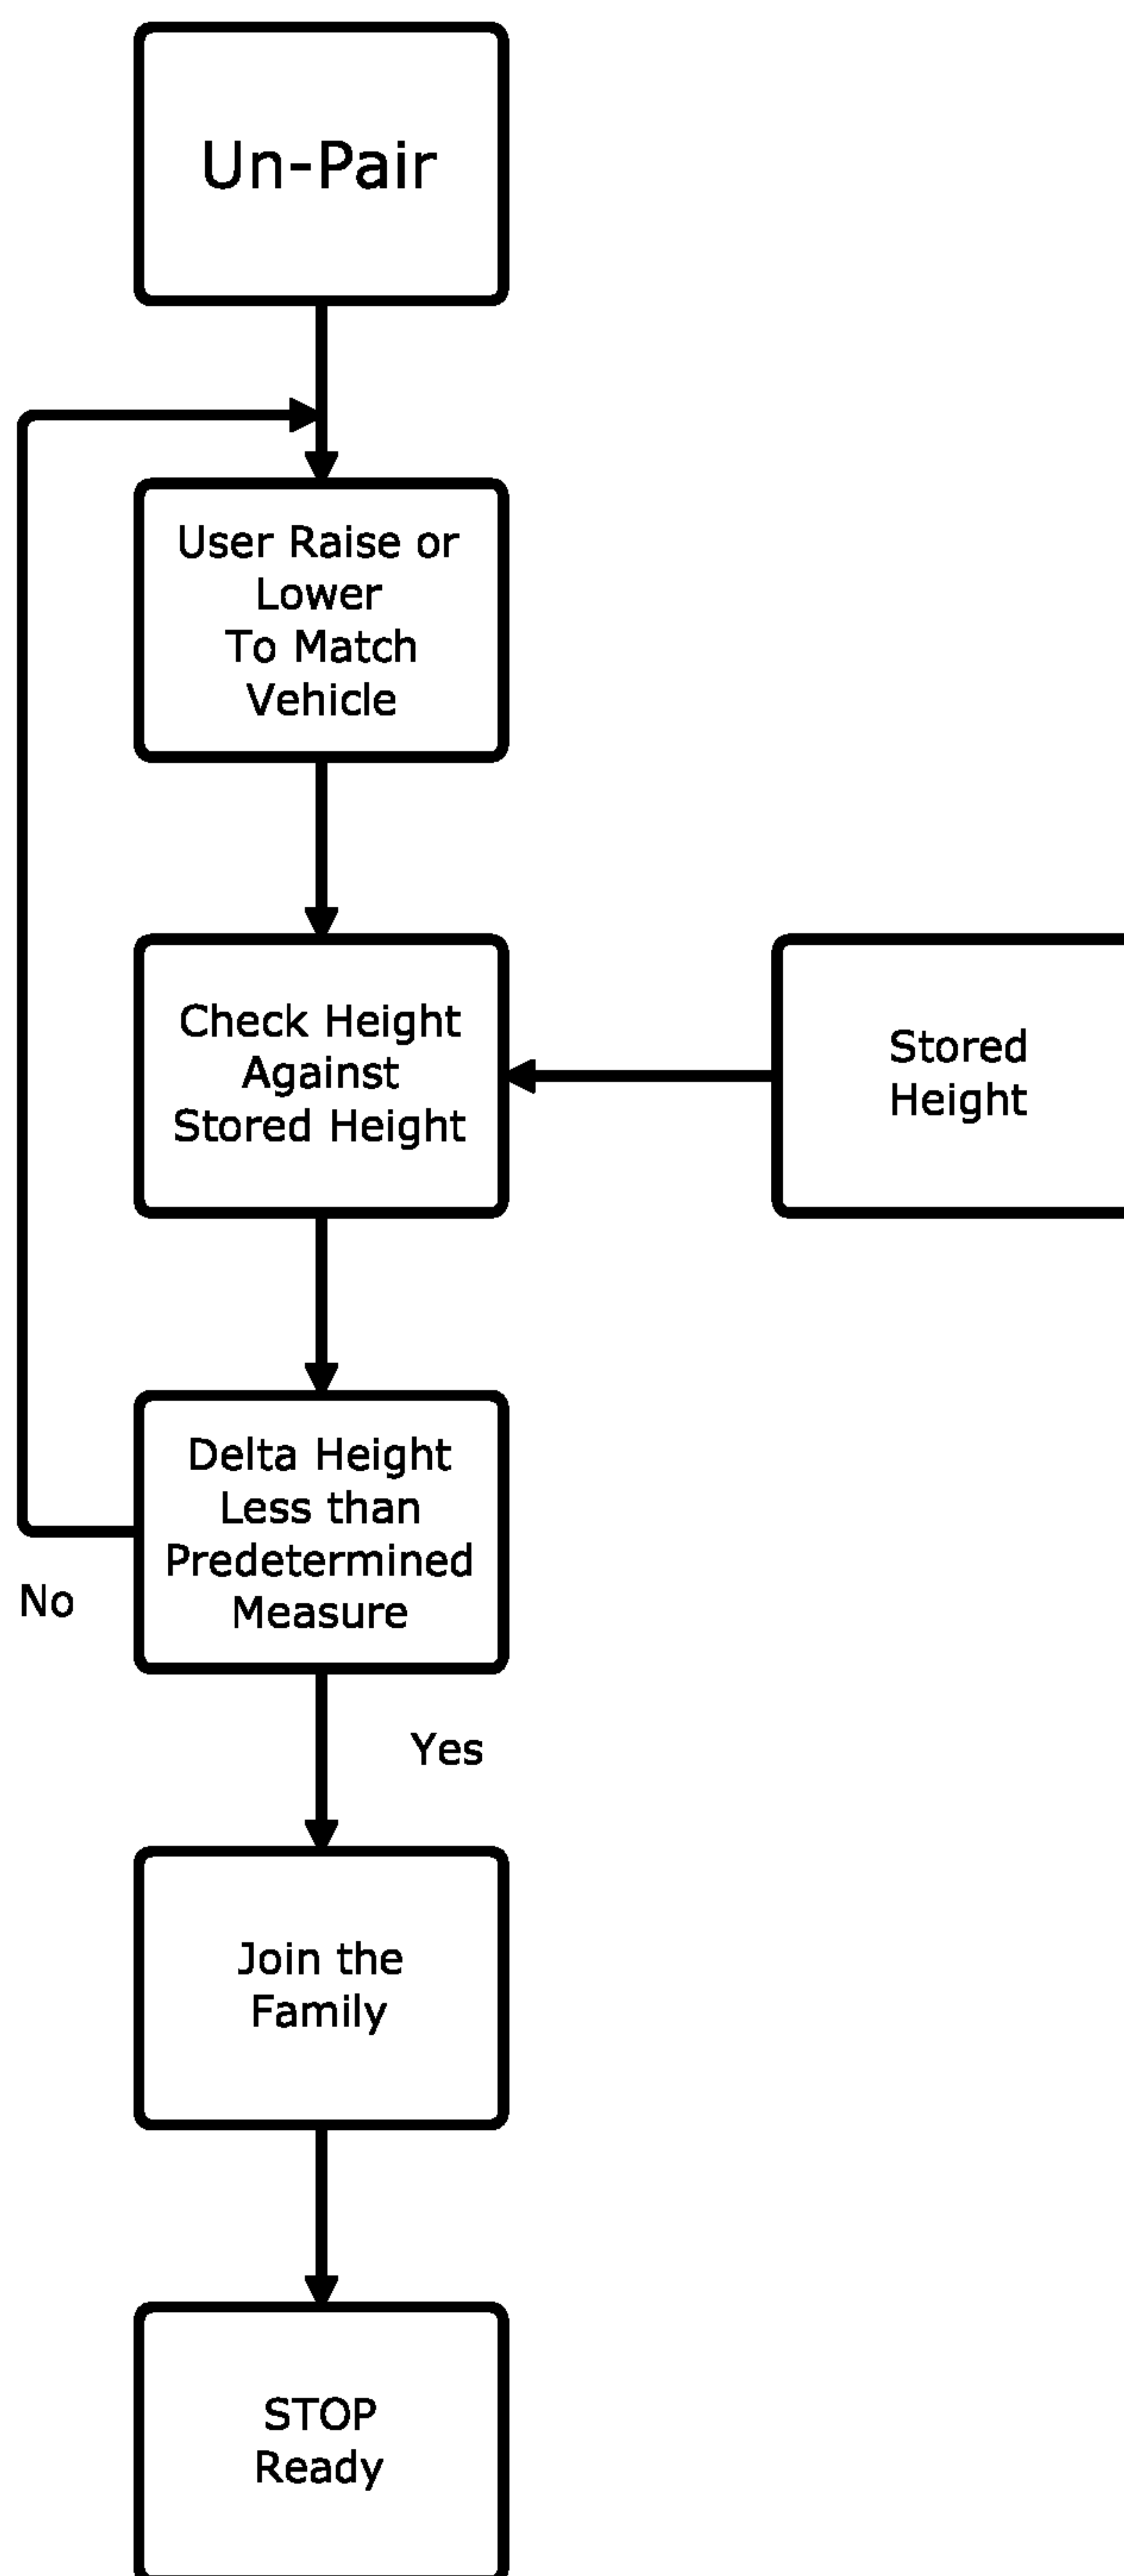 Un-Pair
User Raise or
Lower
To Match
Vehicle
Check Height
Against
Stored Height
Stored
Height
Delta Height
Less than
Predetermined
Measure
No
Yes
Join the
Family
STOP
Ready